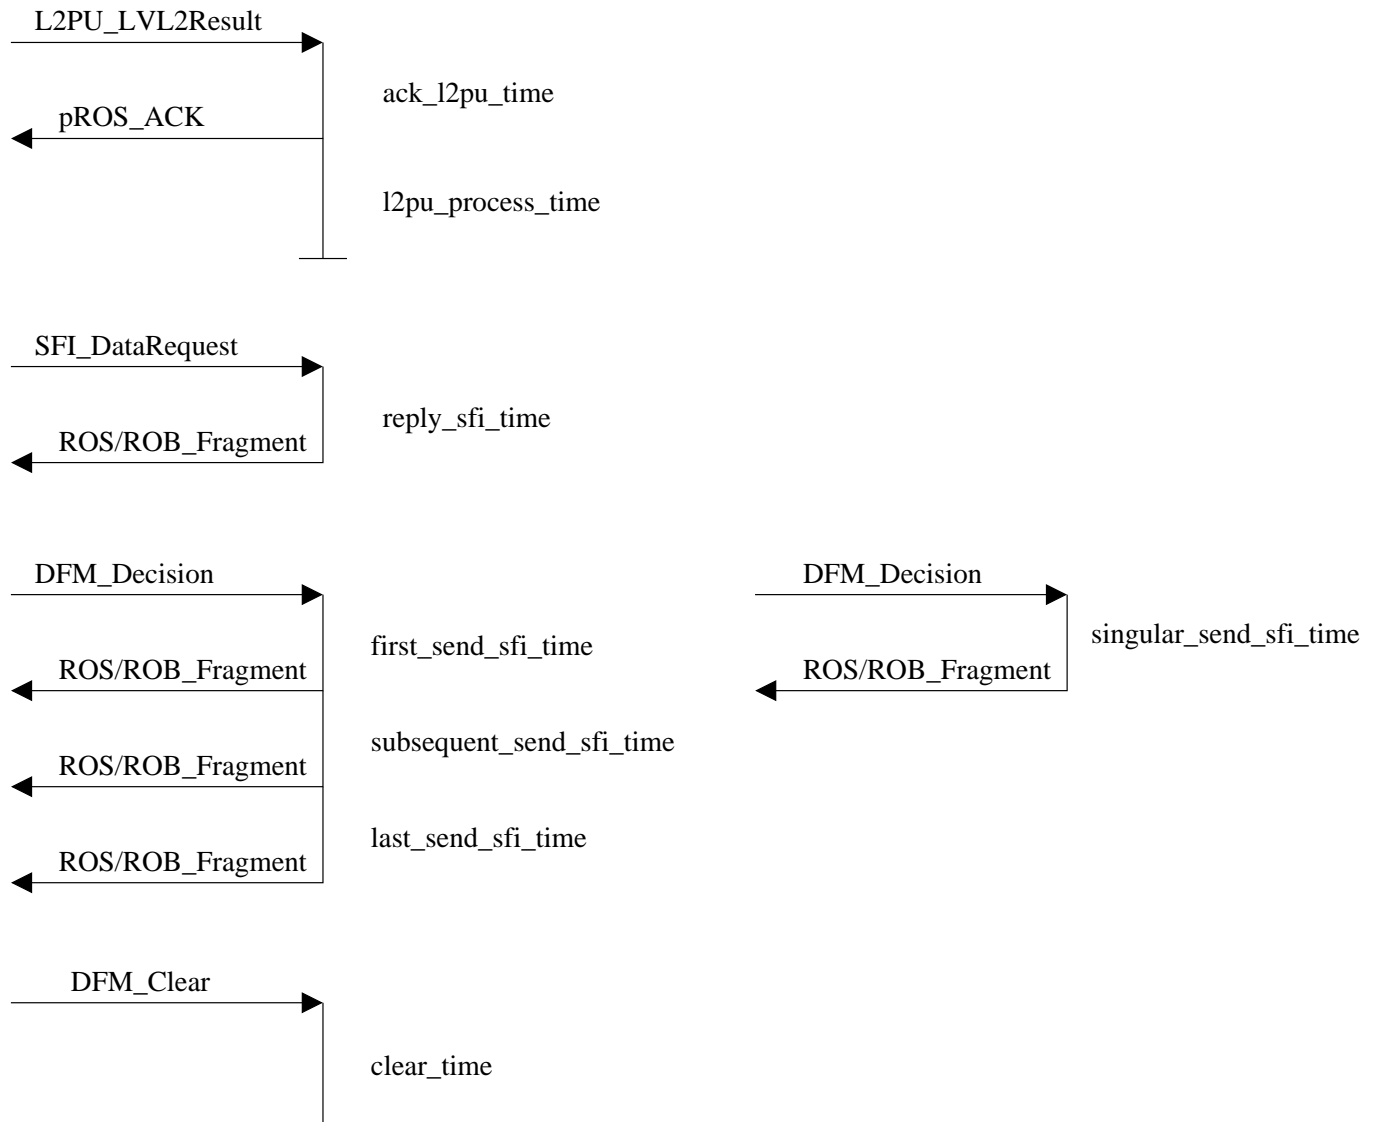 L2PU_LVL2Result
ack_l2pu_time
pROS_ACK
l2pu_process_time
SFI_DataRequest
reply_sfi_time
ROS/ROB_Fragment
DFM_Decision
first_send_sfi_time
ROS/ROB_Fragment
subsequent_send_sfi_time
ROS/ROB_Fragment
last_send_sfi_time
ROS/ROB_Fragment
DFM_Decision
singular_send_sfi_time
ROS/ROB_Fragment
DFM_Clear
clear_time